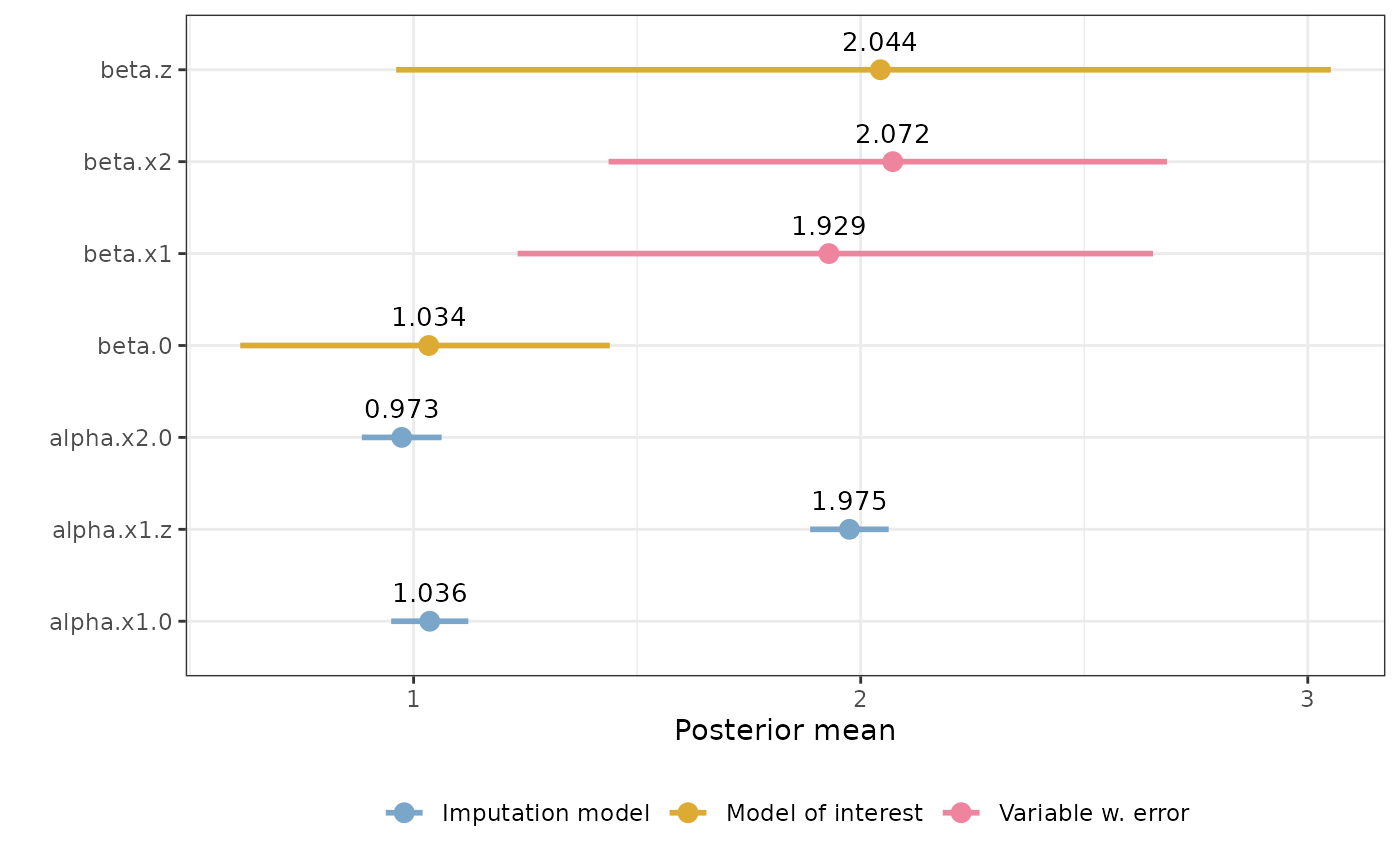 2.044
beta.z
2.072
beta.x2
1.929
beta.x1
1.034
beta.0
0.973
alpha.x2.0
1.975
alpha.x1.z
1.036
alpha.x1.0
1 2 3
Posterior mean
Imputation model Model of interest Variable w. error